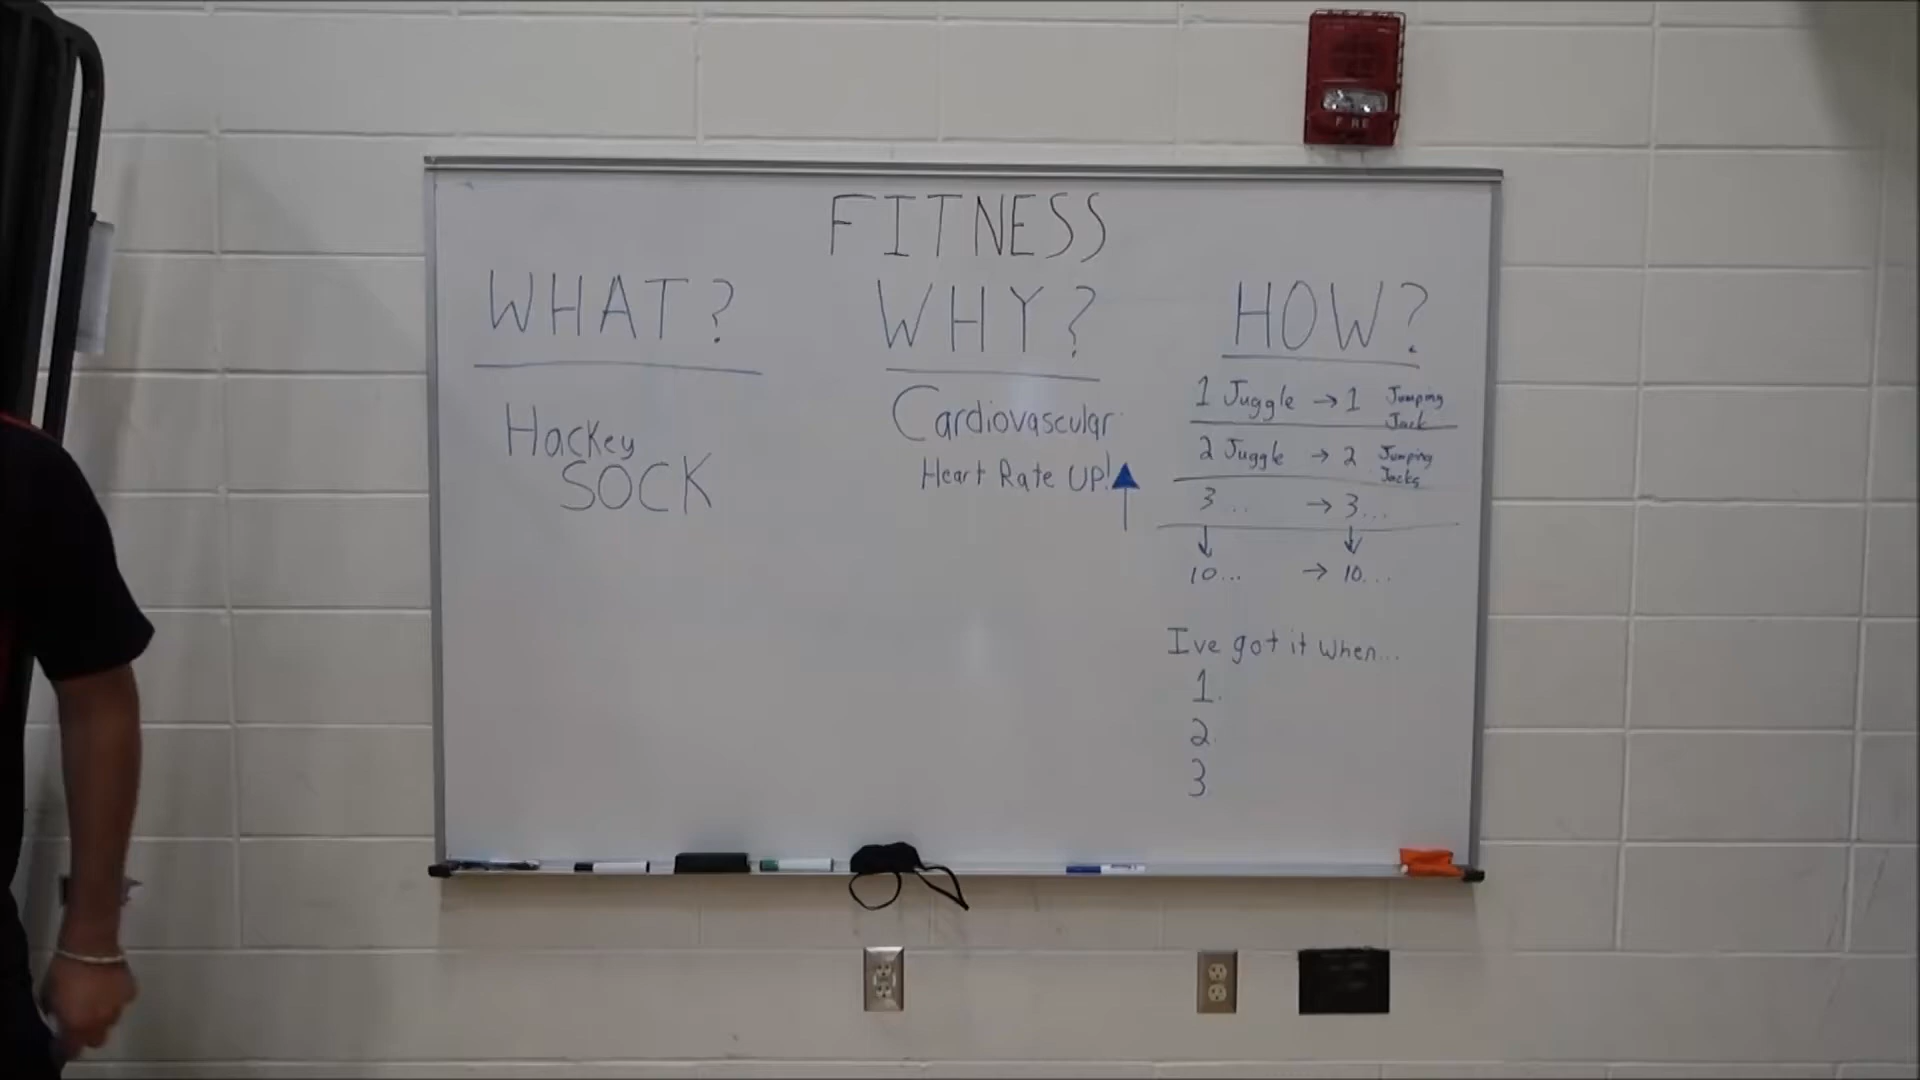 FIRE
FITNESS
WHAT?
Hackey
SOCK
WHY?
Cardiovascular
Heart Rate UP!
HOW?
1 Juggle → 1 Jumping
Jack
2 Juggle → 2 Jumping
Jacks
3 .. → 3...
↓ ↓
10... → 10...
I've got it when...
1.
2.
3